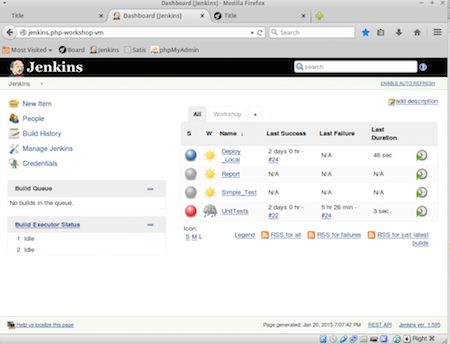 Dashboard [Jenkins] - Mozilla Firefox
Title
Dashboard [Jenkins]
Title
jenkins.php-workshop-vm
Search
Most Visited
Board
Jenkins
Satis
phpMyAdmin
Jenkins
search
Jenkins
ENABLE AUTO REFRESH
New Item
People
Build History
Manage Jenkins
Credentials
add description
All Workshop +
S W Name ↓ Last Success Last Failure Last Duration
Deploy_Local 2 days 0 hr - #24 N/A 46 sec
Report N/A N/A N/A
Simple_Test N/A N/A N/A
UnitTests 2 days 0 hr - #22 5 hr 26 min - #24 3 sec
Icon: S M L
Legend RSS for all RSS for failures RSS for just latest builds
Build Queue
No builds in the queue.
Build Executor Status
1 Idle
2 Idle
Help us localize this page
Page generated: Jan 20, 2015 7:07:42 PM REST API Jenkins ver. 1.595
Right ⌘